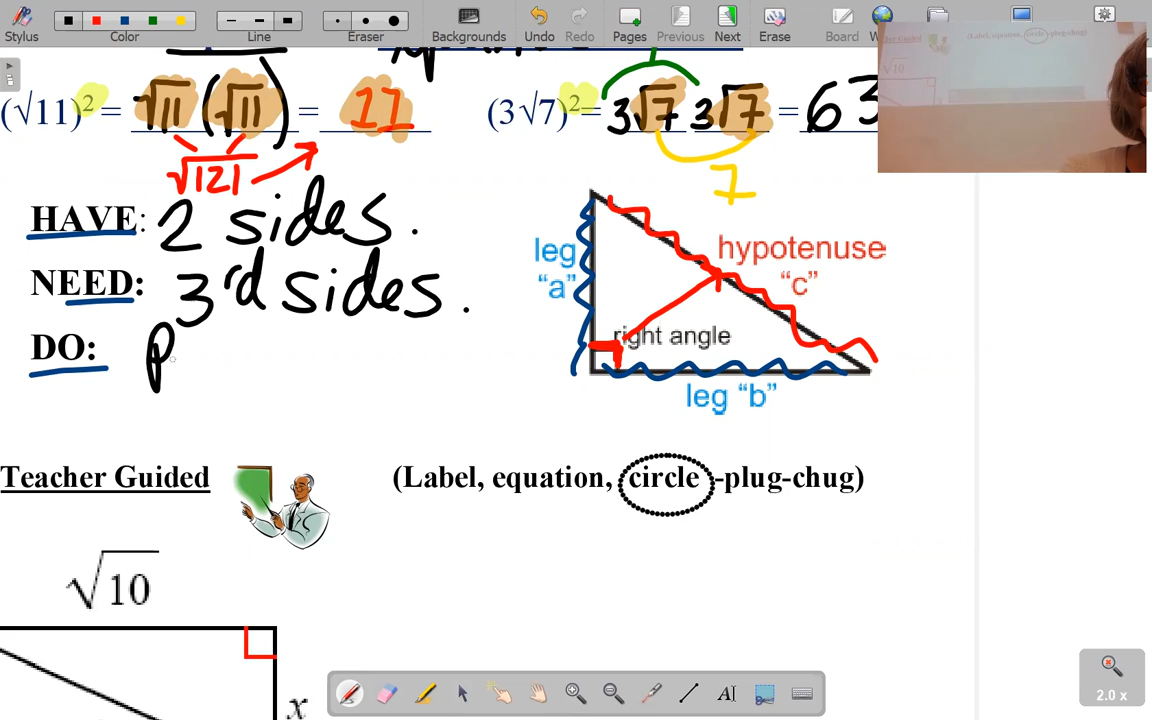 Stylus Color Line Eraser Backgrounds Undo Redo Pages Previous Next Erase Board
(√11)² = √11 (√11) = 11
√121
(3√7)² = 3√7 3√7 = 63
7
HAVE: 2 sides.
NEED: 3rd sides.
DO: P
leg "a"
hypotenuse "c"
right angle
leg "b"
Teacher Guided (Label, equation, circle -plug-chug)
√10
x
2.0 x